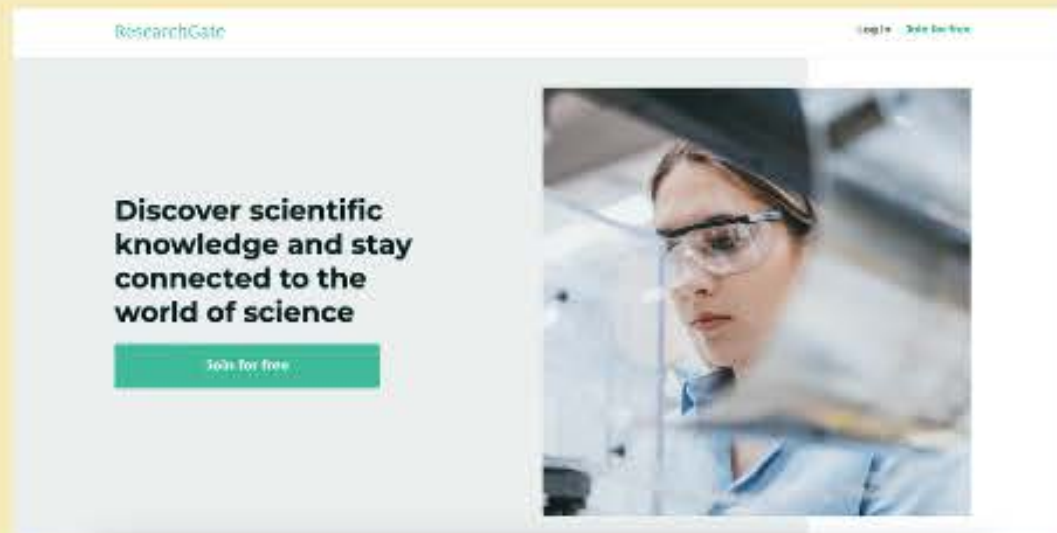 ResearchGate
Log in Join for free
Discover scientific
knowledge and stay
connected to the
world of science
Join for free